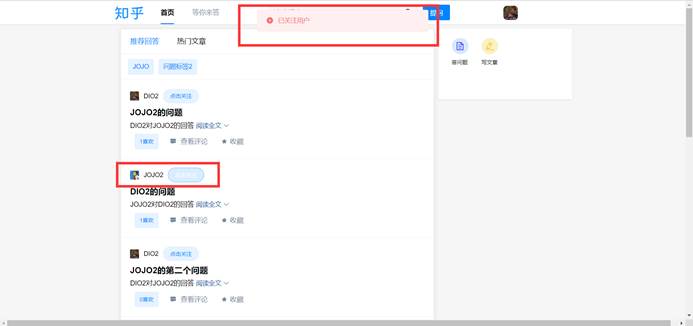 知乎 首页 等你来答 提问
已关注用户
推荐回答 热门文章
JOJO 问题标签2
答问题 写文章
DIO2 点击关注
JOJO2的问题
DIO2对JOJO2的回答 阅读全文
1喜欢 查看评论 收藏
JOJO2
DIO2的问题
JOJO2对DIO2的回答 阅读全文
1喜欢 查看评论 收藏
DIO2 点击关注
JOJO2的第二个问题
DIO2对JOJO2的回答 阅读全文
0喜欢 查看评论 收藏